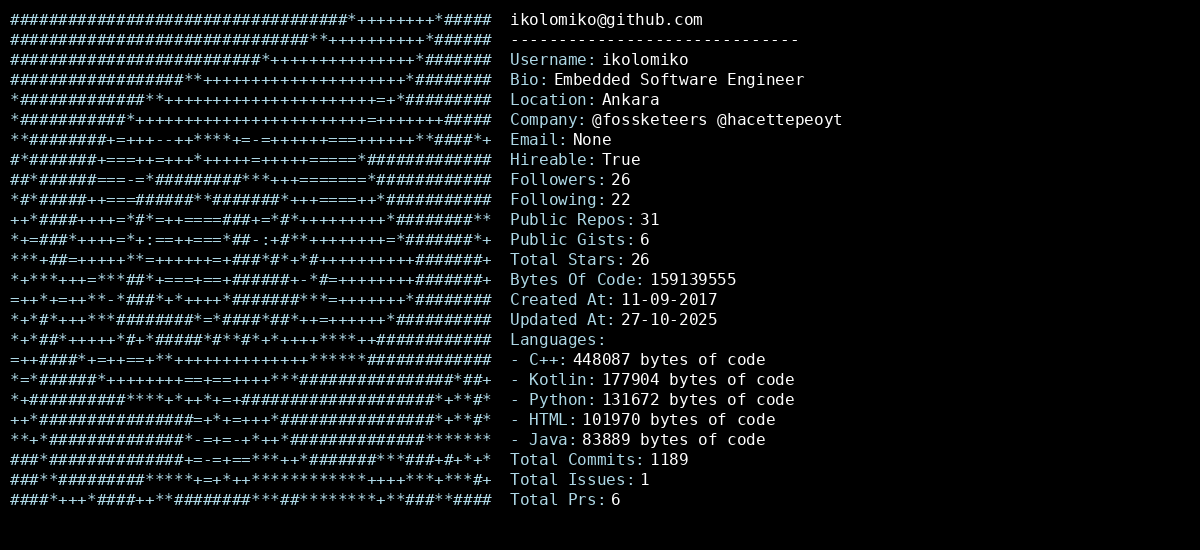 ikolomiko@github.com
------------------------------
Username: ikolomiko
Bio: Embedded Software Engineer
Location: Ankara
Company: @fossketeers @hacettepeoyt
Email: None
Hireable: True
Followers: 26
Following: 22
Public Repos: 31
Public Gists: 6
Total Stars: 26
Bytes Of Code: 159139555
Created At: 11-09-2017
Updated At: 27-10-2025
Languages:
- C++: 448087 bytes of code
- Kotlin: 177904 bytes of code
- Python: 131672 bytes of code
- HTML: 101970 bytes of code
- Java: 83889 bytes of code
Total Commits: 1189
Total Issues: 1
Total Prs: 6